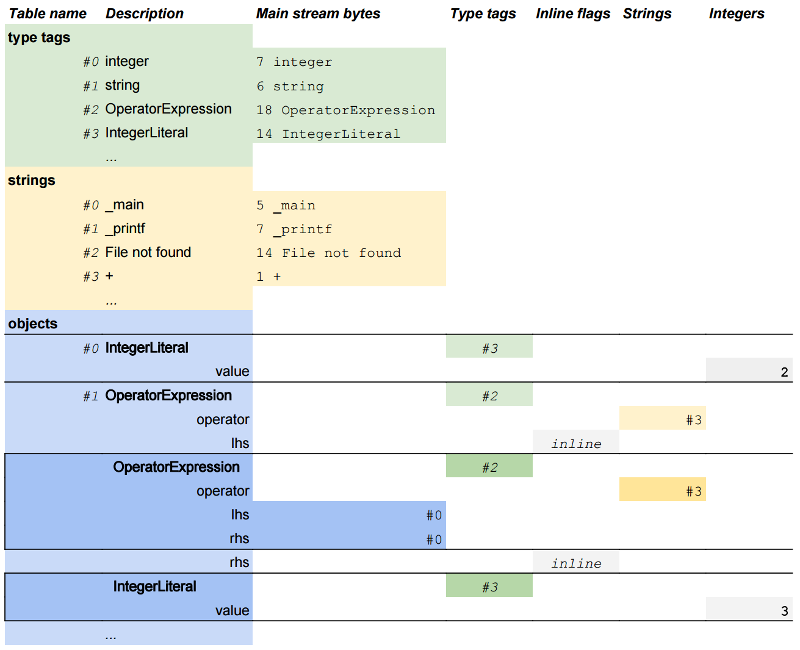 Table name Description Main stream bytes Type tags Inline flags Strings Integers
type tags
#0 integer 7 integer
#1 string 6 string
#2 OperatorExpression 18 OperatorExpression
#3 IntegerLiteral 14 IntegerLiteral
...
strings
#0 _main 5 _main
#1 _printf 7 _printf
#2 File not found 14 File not found
#3 + 1 +
...
objects
#0 IntegerLiteral #3
value 2
#1 OperatorExpression #2
operator #3
lhs inline
OperatorExpression #2
operator #3
lhs #0
rhs #0
rhs inline
IntegerLiteral #3
value 3
...